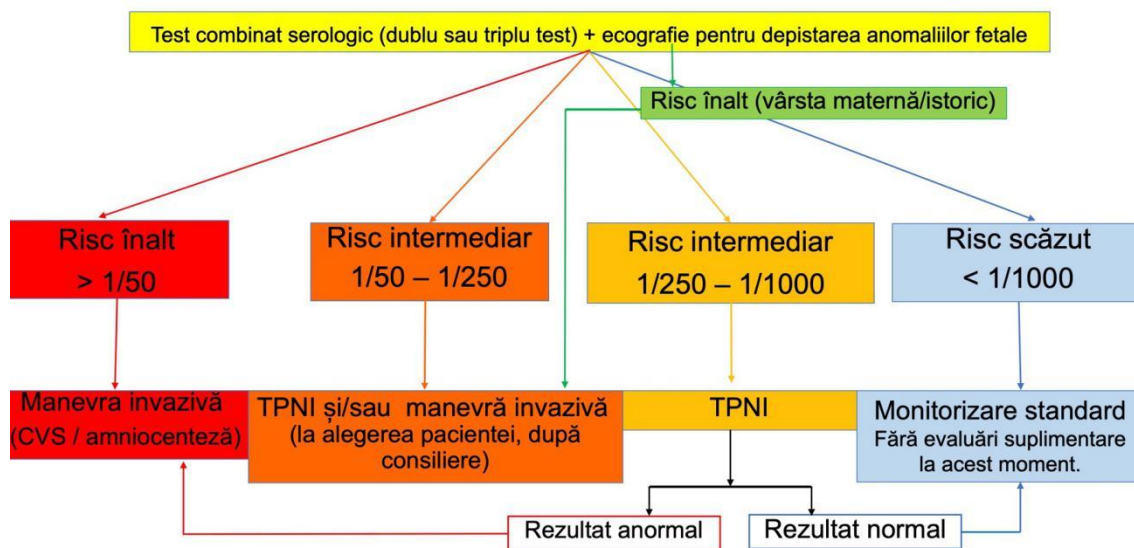 Test combinat serologic (dublu sau triplu test) + ecografie pentru depistarea anomaliilor fetale
Risc înalt (vârsta maternă/istoric)
Risc înalt
> 1/50
Risc intermediar
1/50 – 1/250
Risc intermediar
1/250 – 1/1000
Risc scăzut
< 1/1000
Manevra invazivă
(CVS / amniocenteză)
TPNI și/sau manevră invazivă
(la alegerea pacientei, după
consiliere)
TPNI
Monitorizare standard
Fără evaluări suplimentare
la acest moment.
Rezultat anormal
Rezultat normal